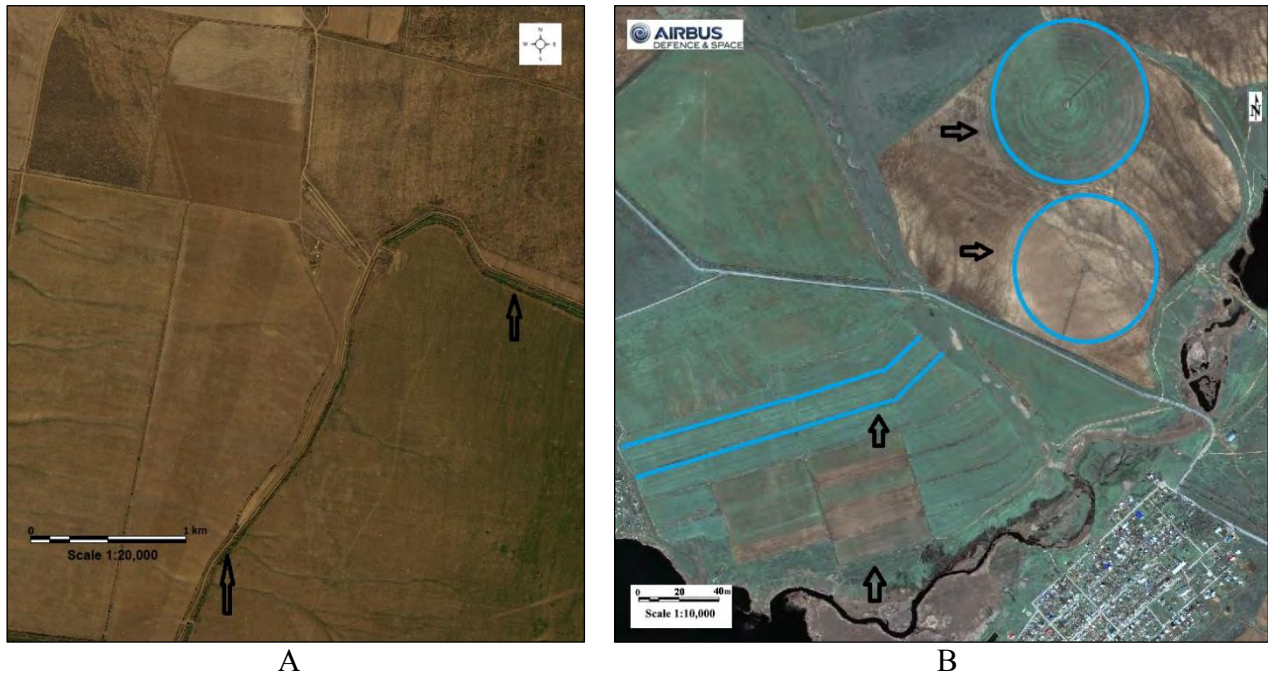 N
W E
S
0 1 km
Scale 1:20,000
A
AIRBUS
DEFENCE & SPACE
N
0 20 40m
Scale 1:10,000
B